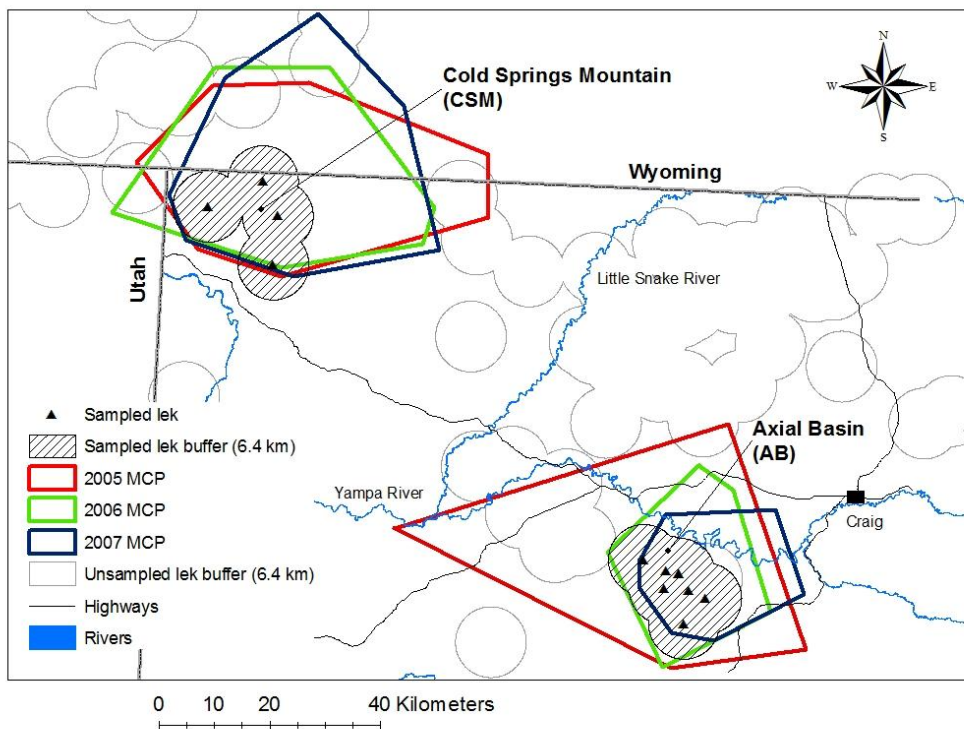 N
W
E
S
Cold Springs Mountain
(CSM)
Wyoming
Utah
Little Snake River
Sampled lek
Sampled lek buffer (6.4 km)
2005 MCP
2006 MCP
2007 MCP
Unsampled lek buffer (6.4 km)
Highways
Rivers
Axial Basin
(AB)
Yampa River
Craig
0 10 20 40 Kilometers